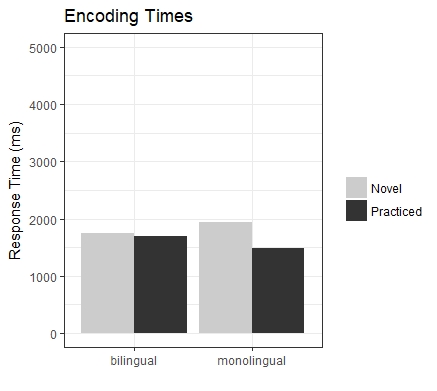 Encoding Times
Response Time (ms)
5000
4000
3000
2000
1000
0
bilingual monolingual
Novel
Practiced